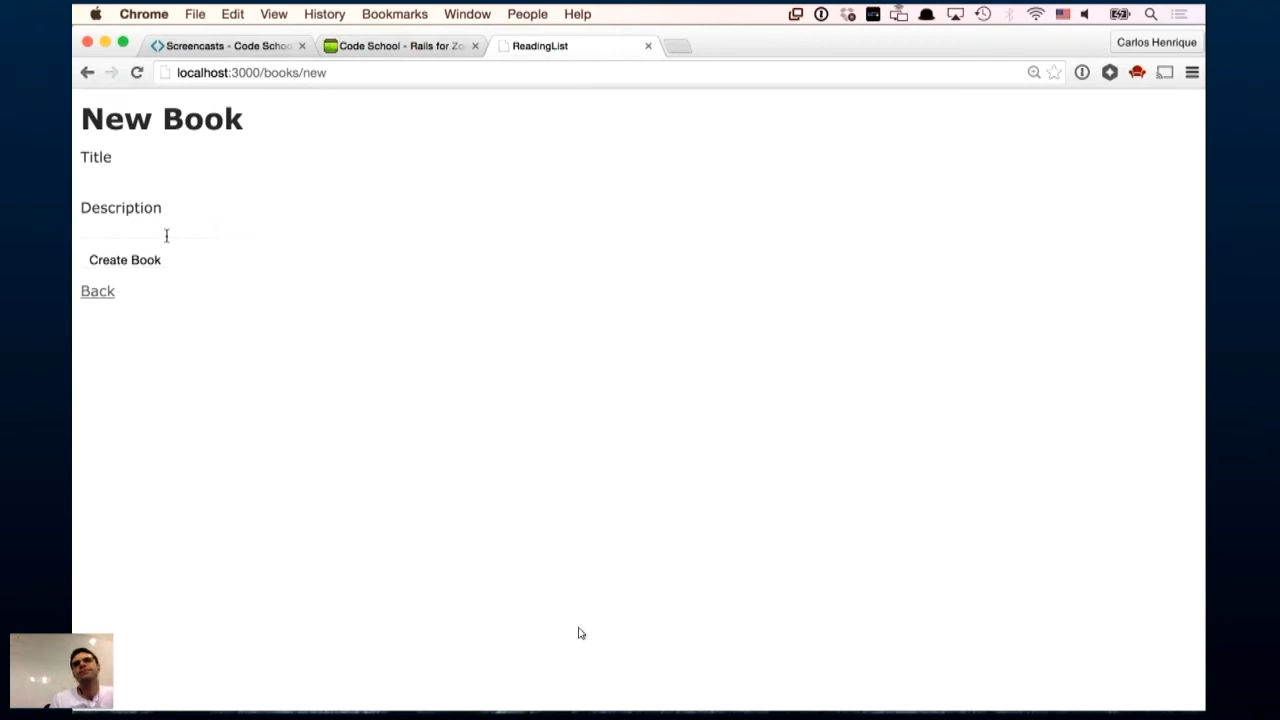 Chrome File Edit View History Bookmarks Window People Help
Screencasts - Code Schoo
Code School - Rails for Zo
ReadingList
Carlos Henrique
localhost:3000/books/new
New Book
Title
Description
Create Book
Back